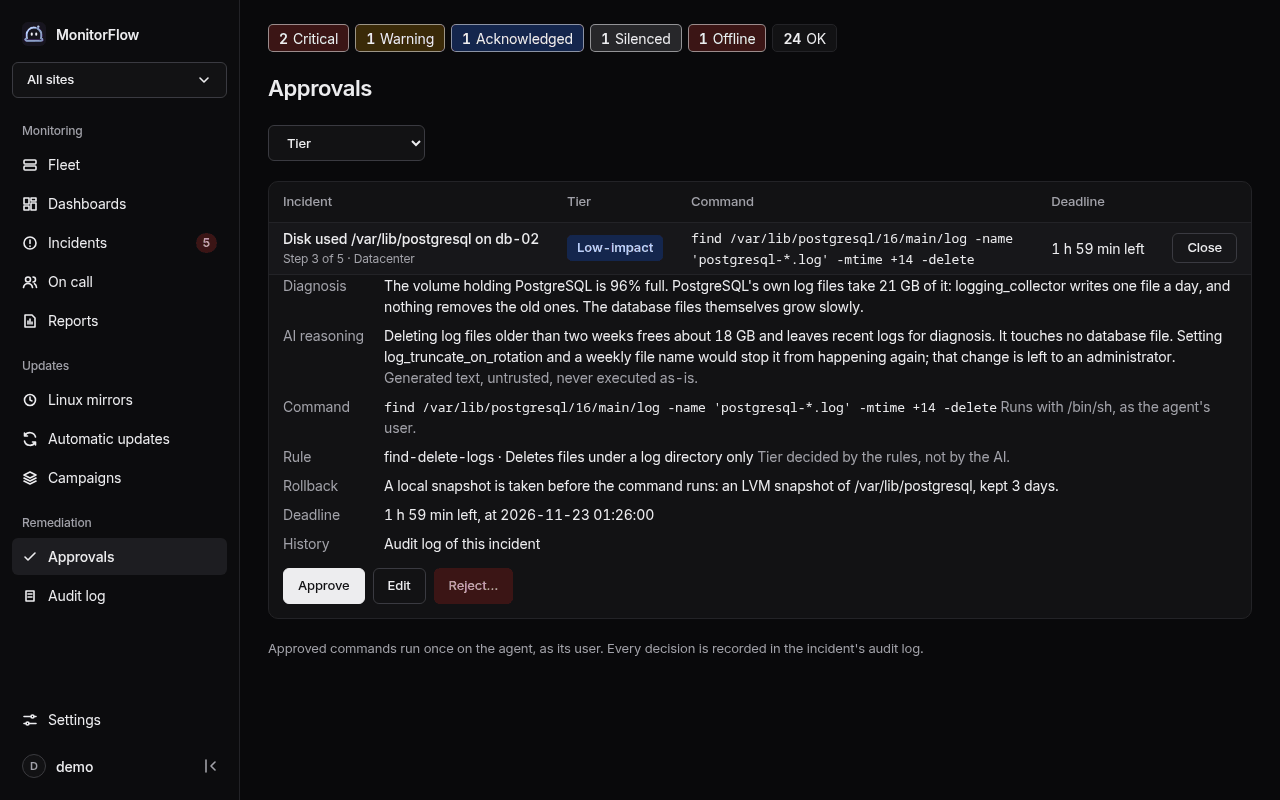 MonitorFlow
All sites
Monitoring
Fleet
Dashboards
Incidents 5
On call
Reports
Updates
Linux mirrors
Automatic updates
Campaigns
Remediation
Approvals
Audit log
Settings
D demo
2 Critical 1 Warning 1 Acknowledged 1 Silenced 1 Offline 24 OK
Approvals
Tier
Incident Tier Command Deadline
Disk used /var/lib/postgresql on db-02
Step 3 of 5 · Datacenter
Low-Impact
find /var/lib/postgresql/16/main/log -name
'postgresql-*.log' -mtime +14 -delete
1 h 59 min left
Close
Diagnosis The volume holding PostgreSQL is 96% full. PostgreSQL's own log files take 21 GB of it: logging_collector writes one file a day, and
nothing removes the old ones. The database files themselves grow slowly.
AI reasoning Deleting log files older than two weeks frees about 18 GB and leaves recent logs for diagnosis. It touches no database file. Setting
log_truncate_on_rotation and a weekly file name would stop it from happening again; that change is left to an administrator.
Generated text, untrusted, never executed as-is.
Command find /var/lib/postgresql/16/main/log -name 'postgresql-*.log' -mtime +14 -delete Runs with /bin/sh, as the agent's
user.
Rule find-delete-logs · Deletes files under a log directory only Tier decided by the rules, not by the AI.
Rollback A local snapshot is taken before the command runs: an LVM snapshot of /var/lib/postgresql, kept 3 days.
Deadline 1 h 59 min left, at 2026-11-23 01:26:00
History Audit log of this incident
Approve Edit Reject...
Approved commands run once on the agent, as its user. Every decision is recorded in the incident's audit log.